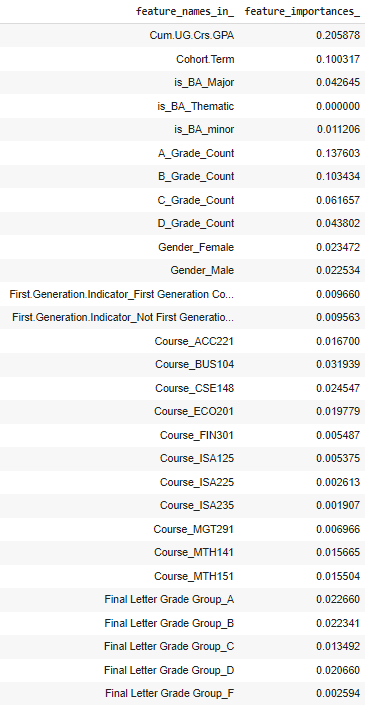 feature_names_in_ feature_importances_
Cum.UG.Crs.GPA 0.205878
Cohort.Term 0.100317
is_BA_Major 0.042645
is_BA_Thematic 0.000000
is_BA_minor 0.011206
A_Grade_Count 0.137603
B_Grade_Count 0.103434
C_Grade_Count 0.061657
D_Grade_Count 0.043802
Gender_Female 0.023472
Gender_Male 0.022534
First.Generation.Indicator_First Generation Co... 0.009660
First.Generation.Indicator_Not First Generatio... 0.009563
Course_ACC221 0.016700
Course_BUS104 0.031939
Course_CSE148 0.024547
Course_ECO201 0.019779
Course_FIN301 0.005487
Course_ISA125 0.005375
Course_ISA225 0.002613
Course_ISA235 0.001907
Course_MGT291 0.006966
Course_MTH141 0.015665
Course_MTH151 0.015504
Final Letter Grade Group_A 0.022660
Final Letter Grade Group_B 0.022341
Final Letter Grade Group_C 0.013492
Final Letter Grade Group_D 0.020660
Final Letter Grade Group_F 0.002594